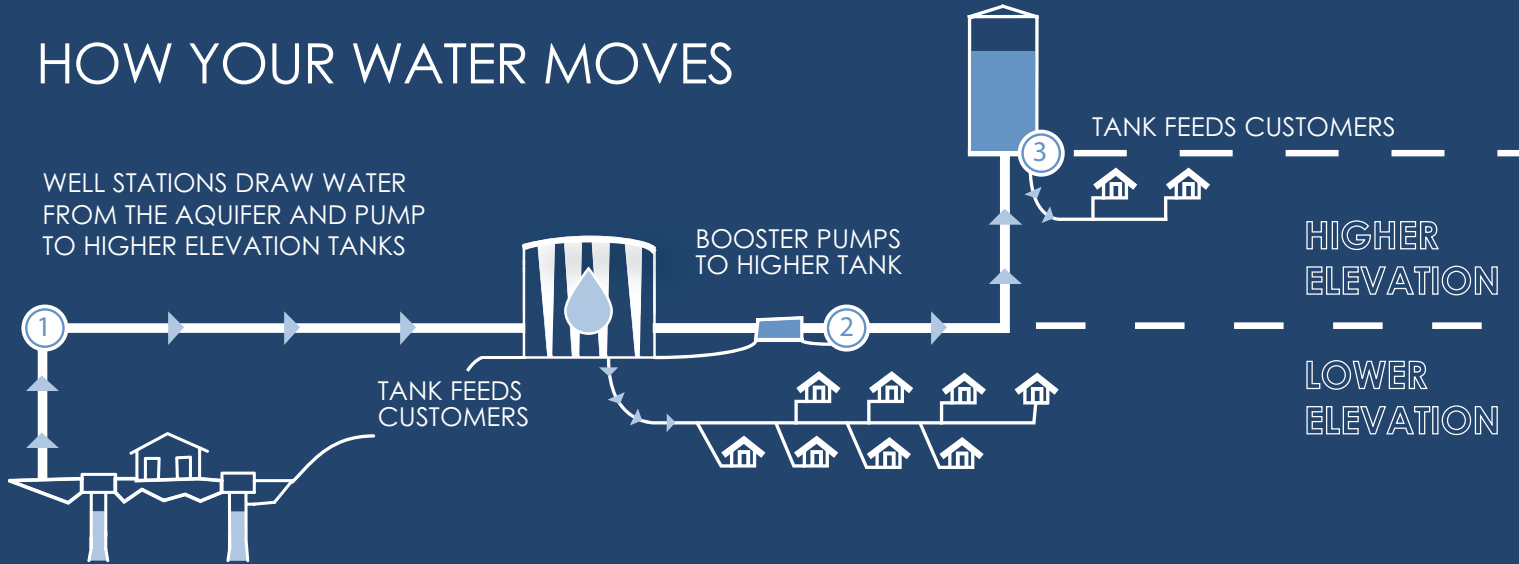 HOW YOUR WATER MOVES
WELL STATIONS DRAW WATER
FROM THE AQUIFER AND PUMP
TO HIGHER ELEVATION TANKS
1
TANK FEEDS
CUSTOMERS
BOOSTER PUMPS
TO HIGHER TANK
2
3
TANK FEEDS CUSTOMERS
HIGHER
ELEVATION
LOWER
ELEVATION